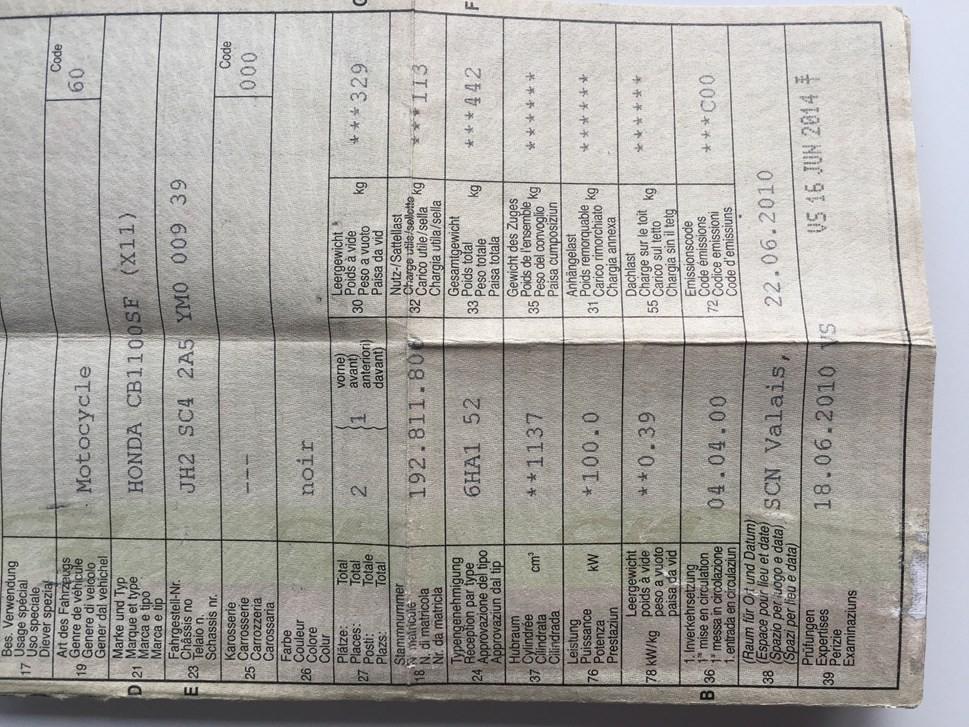 Bes. Verwendung
Usage spécial
17 Uso speciale
Diever spezial
Art des Fahrzeugs
Genre de véhicule
19 Genere di veicolo
Gener dal vehichel
Motocycle
Code
60
Marke und Typ
Marque et type
D 21 Marca e tipo
Marca e tip
HONDA CB1100SF (X11)
Fahrgestell-Nr.
Châssis no
E 23 Telaio n.
Schassis nr.
JH2 SC4 2A5 YM0 009 39
Karosserie
Carrosserie
25 Carrozzeria
Carossaria
---
Code
000
Farbe
Couleur
26 Colore
Colur
noir
Plätze: Total
Places: Total
27 Posti: Totale
Plazs: Total
2
1
vorne)
avant)
anteriori)
davant)
Leergewicht
Poids à vide
30 Peso a vuoto
Paisa da vid
kg
***329
Stammnummer
18 N. di matricola
Nr. da matricla
192.811.806
Nutz-/Sattellast
Charge utile/sellette
32 Carico utile/sella
Chargia utila/sella
kg
***113
Typengenehmigung
Réception par type
24 Approvazione del tipo
Approvaziun dal tip
6HA1 52
Gesamtgewicht
Poids total
33 Peso totale
Paisa totala
kg
***442
F
Hubraum
Cylindrée
37 Cilindrata
Cilindrada
cm³
**1137
Gewicht des Zuges
Poids de l'ensemble
35 Peso del convoglio
Paisa cumposiziun
kg
******
Leistung
Puissance
76 Potenza
Prestaziun
kW
*100.0
Anhängelast
Poids remorquable
31 Carico rimorchiato
Chargia annexa
kg
******
78 kW/kg
Leergewicht
poids à vide
peso a vuoto
paisa da vid
**0.39
Dachlast
Charge sur le toit
55 Carico sul tetto
Chargia sin il tetg
kg
******
1. Inverkehrsetzung
1re mise en circulation
B 36 1a messa in circolazione
1. entrada en circulaziun
04.04.00
Emissionscode
Code émissions
72 Codice emissioni
Code d'emissiuns
***C00
(Raum für Ort und Datum)
(Espace pour lieu et date)
38 (Spazio per luogo e data)
(Spazi per lieu e data)
SCN Valais, 22.06.2010
Prüfungen
Expertises
39 Perizie
Examinaziuns
18.06.2010 VS
VS 16 JUN 2014